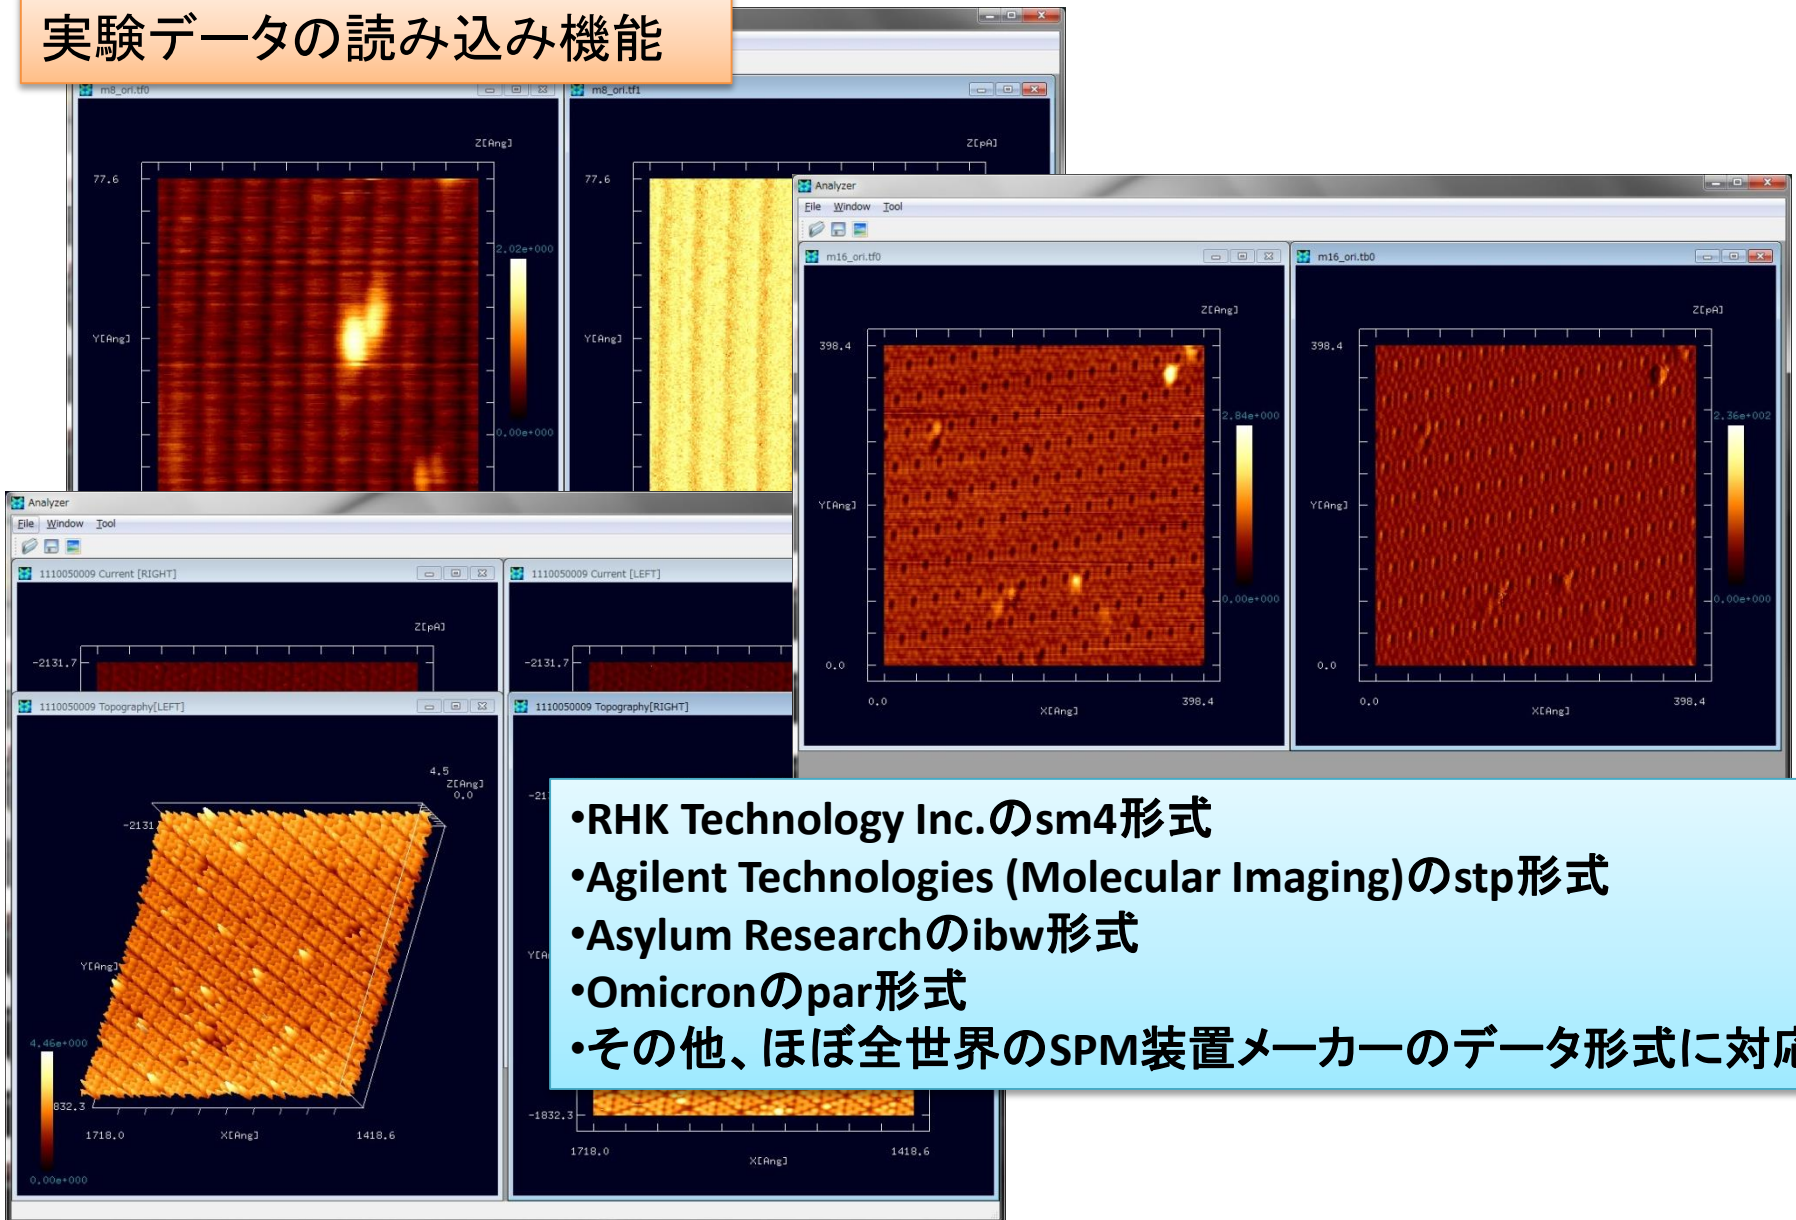 実験データの読み込み機能
m8_ori.tf0
m8_ori.tf1
Z[Ang]
77.6
Y[Ang]
2.02e+000
0.00e+000
Z[pA]
77.6
Y[Ang]
Analyzer
File Window Tool
m16_ori.tf0
m16_ori.tb0
Z[Ang]
398.4
Y[Ang]
2.84e+000
0.00e+000
0.0
0.0
X[Ang]
398.4
Z[pA]
398.4
Y[Ang]
2.36e+002
0.00e+000
0.0
0.0
X[Ang]
398.4
Analyzer
File Window Tool
1110050009 Current [RIGHT]
1110050009 Current [LEFT]
Z[pA]
-2131.7
-2131.7
1110050009 Topography[LEFT]
1110050009 Topography[RIGHT]
4.5
Z[Ang]
0.0
-2131
Y[Ang]
4.46e+000
832.3
1718.0
X[Ang]
1418.6
0.00e+000
-21
Y[A
-1832.3
1718.0
X[Ang]
1418.6
•RHK Technology Inc.のsm4形式
•Agilent Technologies (Molecular Imaging)のstp形式
•Asylum Researchのibw形式
•Omicronのpar形式
•その他、ほぼ全世界のSPM装置メーカーのデータ形式に対応